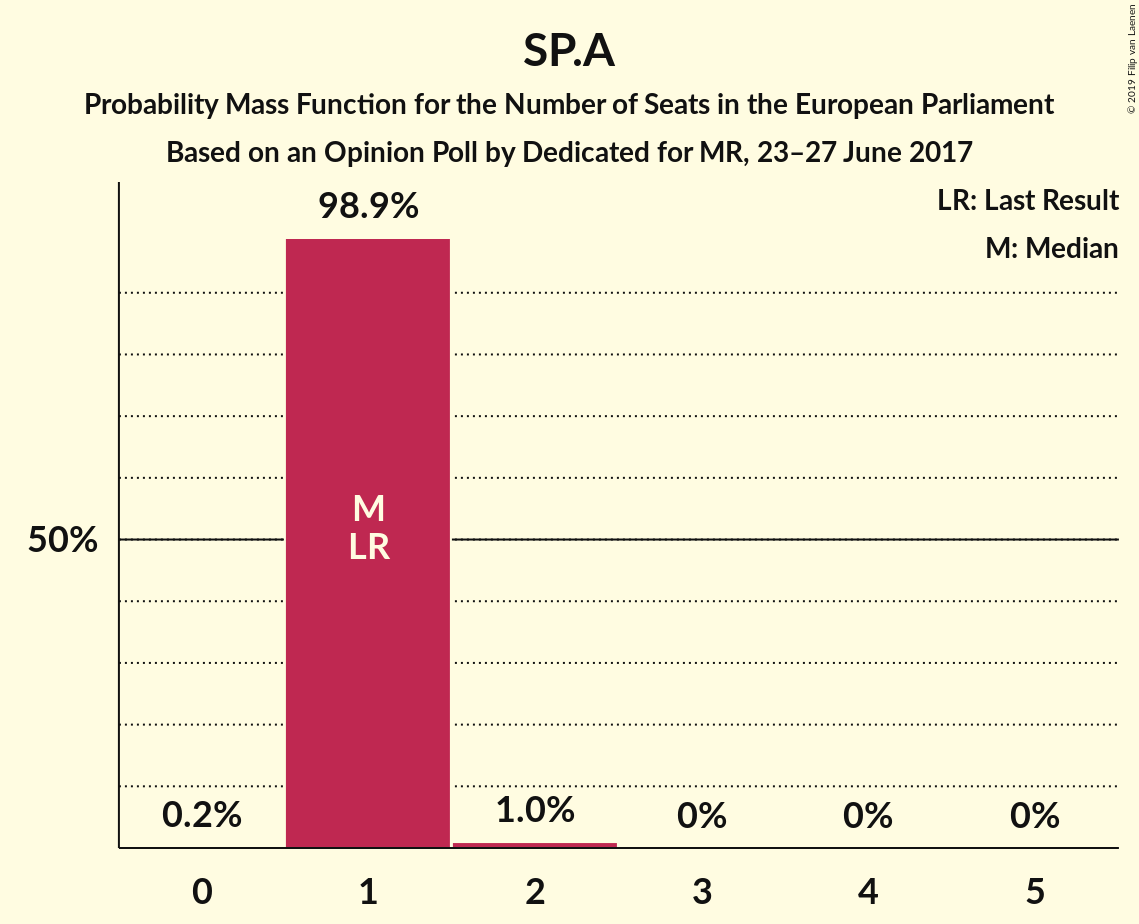 SP.A
Probability Mass Function for the Number of Seats in the European Parliament
Based on an Opinion Poll by Dedicated for MR, 23–27 June 2017
© 2019 Filip van Laenen
LR: Last Result
M: Median
98.9%
M
LR
50%
0.2%
1.0%
0%
0%
0%
0
1
2
3
4
5